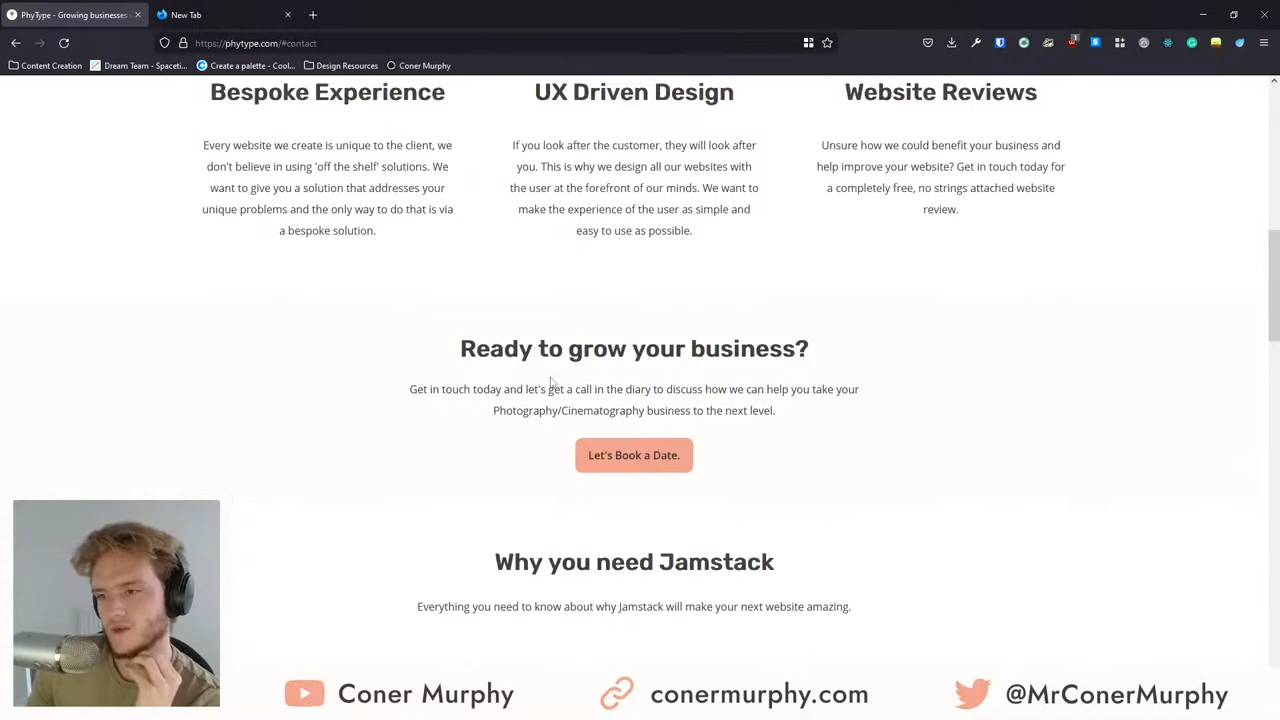 PhyType - Growing businesses
New Tab
https://phytype.com/#contact
Content Creation
Dream Team - Spaceti...
Create a palette - Cool...
Design Resources
Coner Murphy
Bespoke Experience
Every website we create is unique to the client, we
don't believe in using 'off the shelf' solutions. We
want to give you a solution that addresses your
unique problems and the only way to do that is via
a bespoke solution.
UX Driven Design
If you look after the customer, they will look after
you. This is why we design all our websites with
the user at the forefront of our minds. We want to
make the experience of the user as simple and
easy to use as possible.
Website Reviews
Unsure how we could benefit your business and
help improve your website? Get in touch today for
a completely free, no strings attached website
review.
Ready to grow your business?
Get in touch today and let's get a call in the diary to discuss how we can help you take your
Photography/Cinematography business to the next level.
Let's Book a Date.
Why you need Jamstack
Everything you need to know about why Jamstack will make your next website amazing.
Coner Murphy
conermurphy.com
@MrConerMurphy